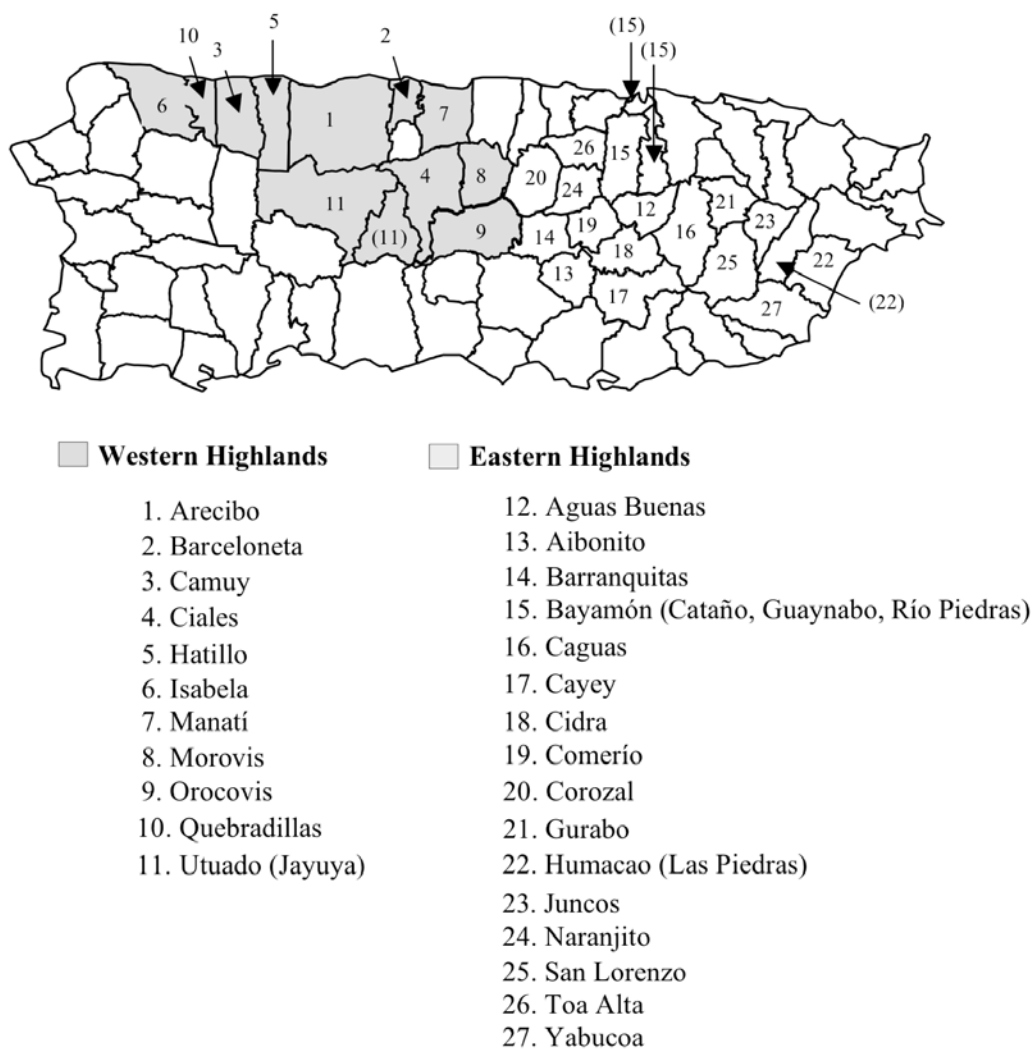 5
(15)
10
2
(15)
3
6
1
7
26
15
4
8
20
24
21
11
12
23
(11)
9
19
16
14
18
25
22
13
17
27
(22)
Western Highlands
1. Arecibo
2. Barceloneta
3. Camuy
4. Ciales
5. Hatillo
6. Isabela
7. Manatí
8. Morovis
9. Orocovis
10. Quebradillas
11. Utuado (Jayuya)
Eastern Highlands
12. Aguas Buenas
13. Aibonito
14. Barranquitas
15. Bayamón (Cataño, Guaynabo, Río Piedras)
16. Caguas
17. Cayey
18. Cidra
19. Comerío
20. Corozal
21. Gurabo
22. Humacao (Las Piedras)
23. Juncos
24. Naranjito
25. San Lorenzo
26. Toa Alta
27. Yabucoa